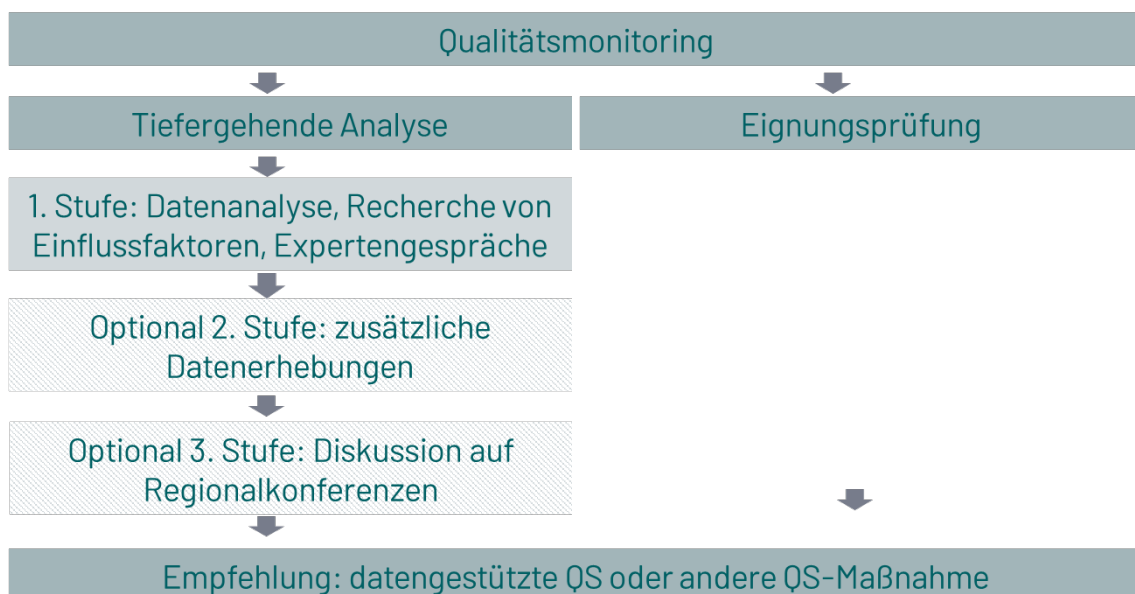 Qualitätsmonitoring
Tiefergehende Analyse
Eignungsprüfung
1. Stufe: Datenanalyse, Recherche von
Einflussfaktoren, Expertengespräche
Optional 2. Stufe: zusätzliche
Datenerhebungen
Optional 3. Stufe: Diskussion auf
Regionalkonferenzen
Empfehlung: datengestützte QS oder andere QS-Maßnahme